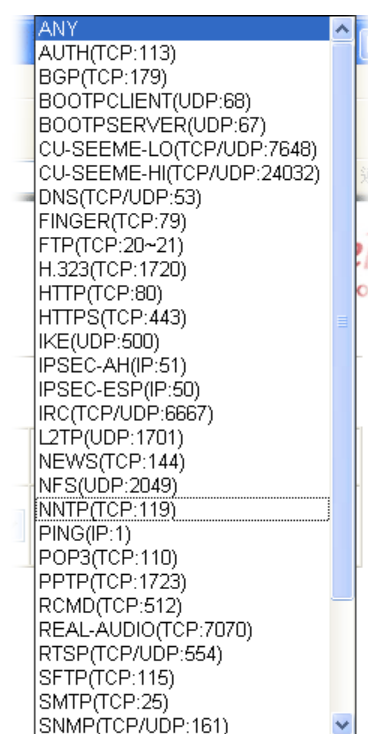 ANY
AUTH(TCP:113)
BGP(TCP:179)
BOOTPCLIENT(UDP:68)
BOOTPSERVER(UDP:67)
CU-SEEME-LO(TCP/UDP:7648)
CU-SEEME-HI(TCP/UDP:24032)
DNS(TCP/UDP:53)
FINGER(TCP:79)
FTP(TCP:20~21)
H.323(TCP:1720)
HTTP(TCP:80)
HTTPS(TCP:443)
IKE(UDP:500)
IPSEC-AH(IP:51)
IPSEC-ESP(IP:50)
IRC(TCP/UDP:6667)
L2TP(UDP:1701)
NEWS(TCP:144)
NFS(UDP:2049)
NNTP(TCP:119)
PING(IP:1)
POP3(TCP:110)
PPTP(TCP:1723)
RCMD(TCP:512)
REAL-AUDIO(TCP:7070)
RTSP(TCP/UDP:554)
SFTP(TCP:115)
SMTP(TCP:25)
SNMP(TCP/UDP:161)